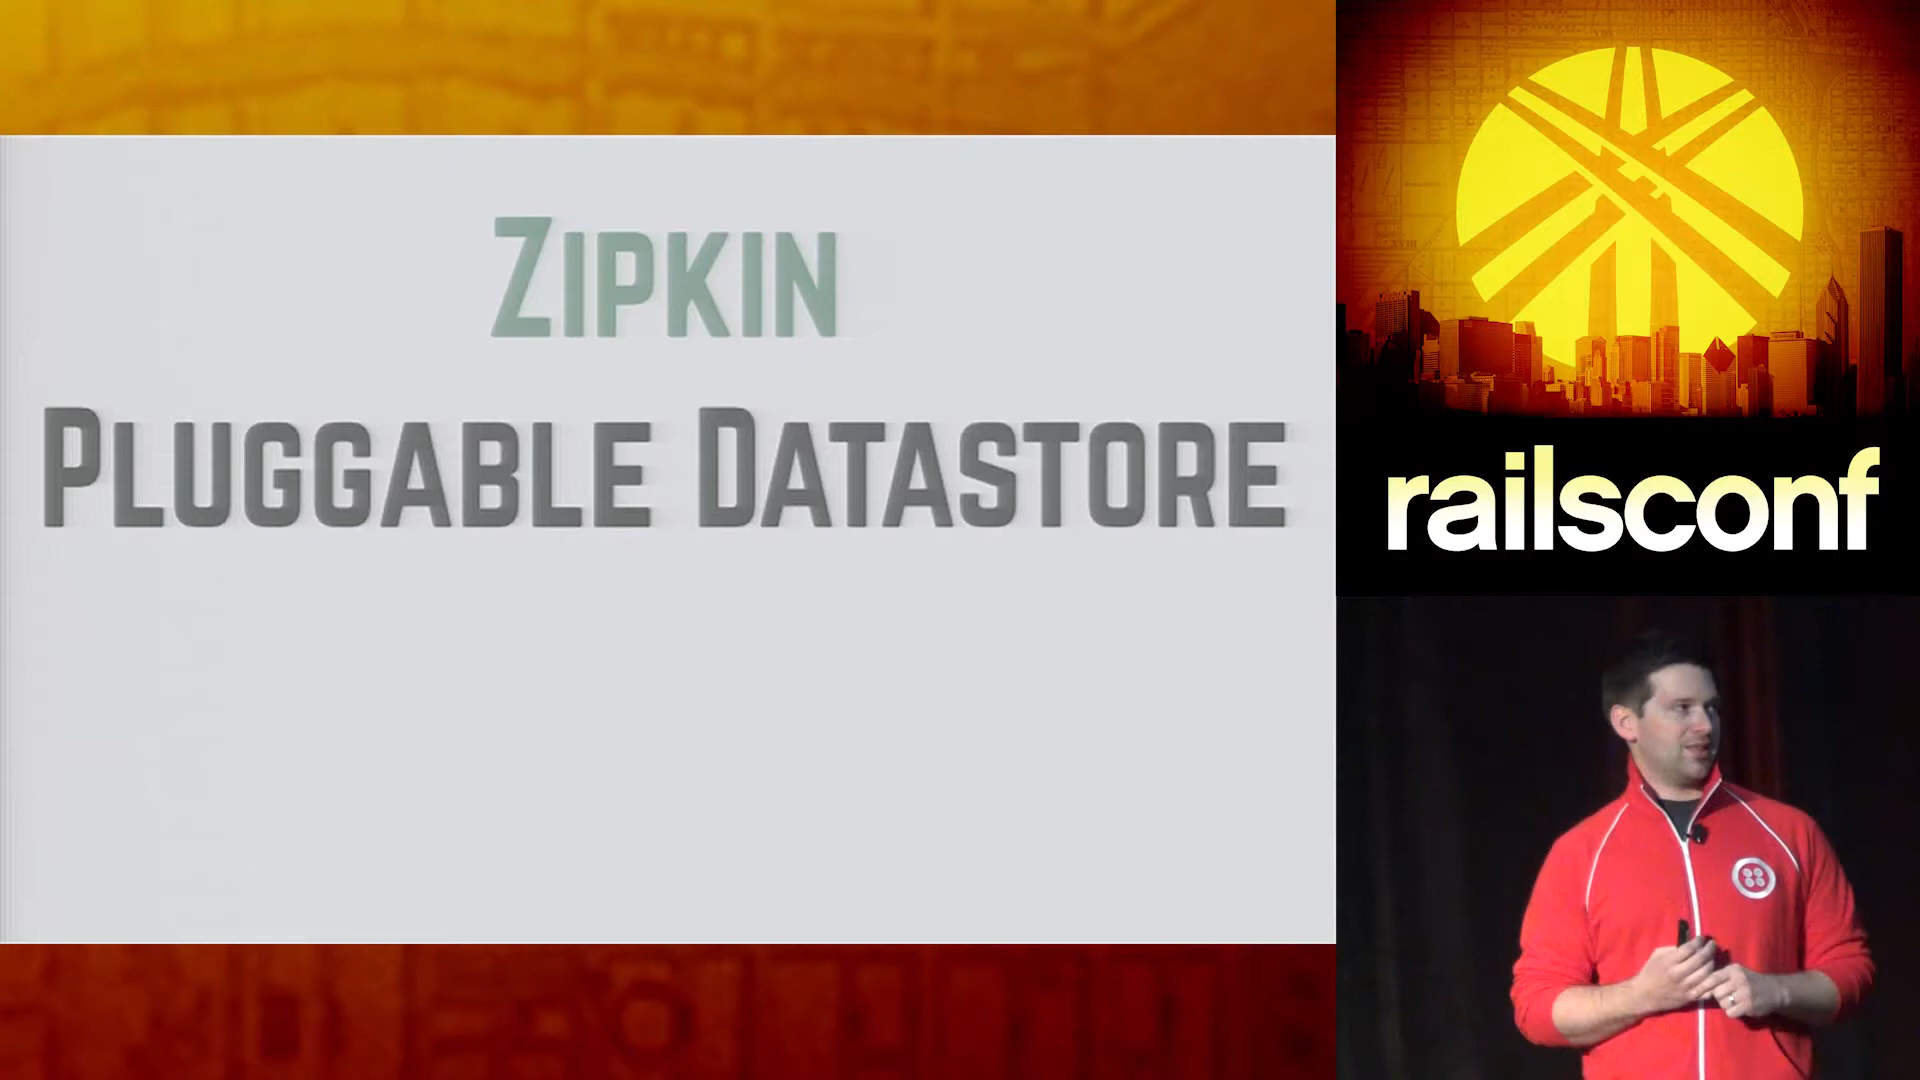 Zipkin
Pluggable Datastore
railsconf